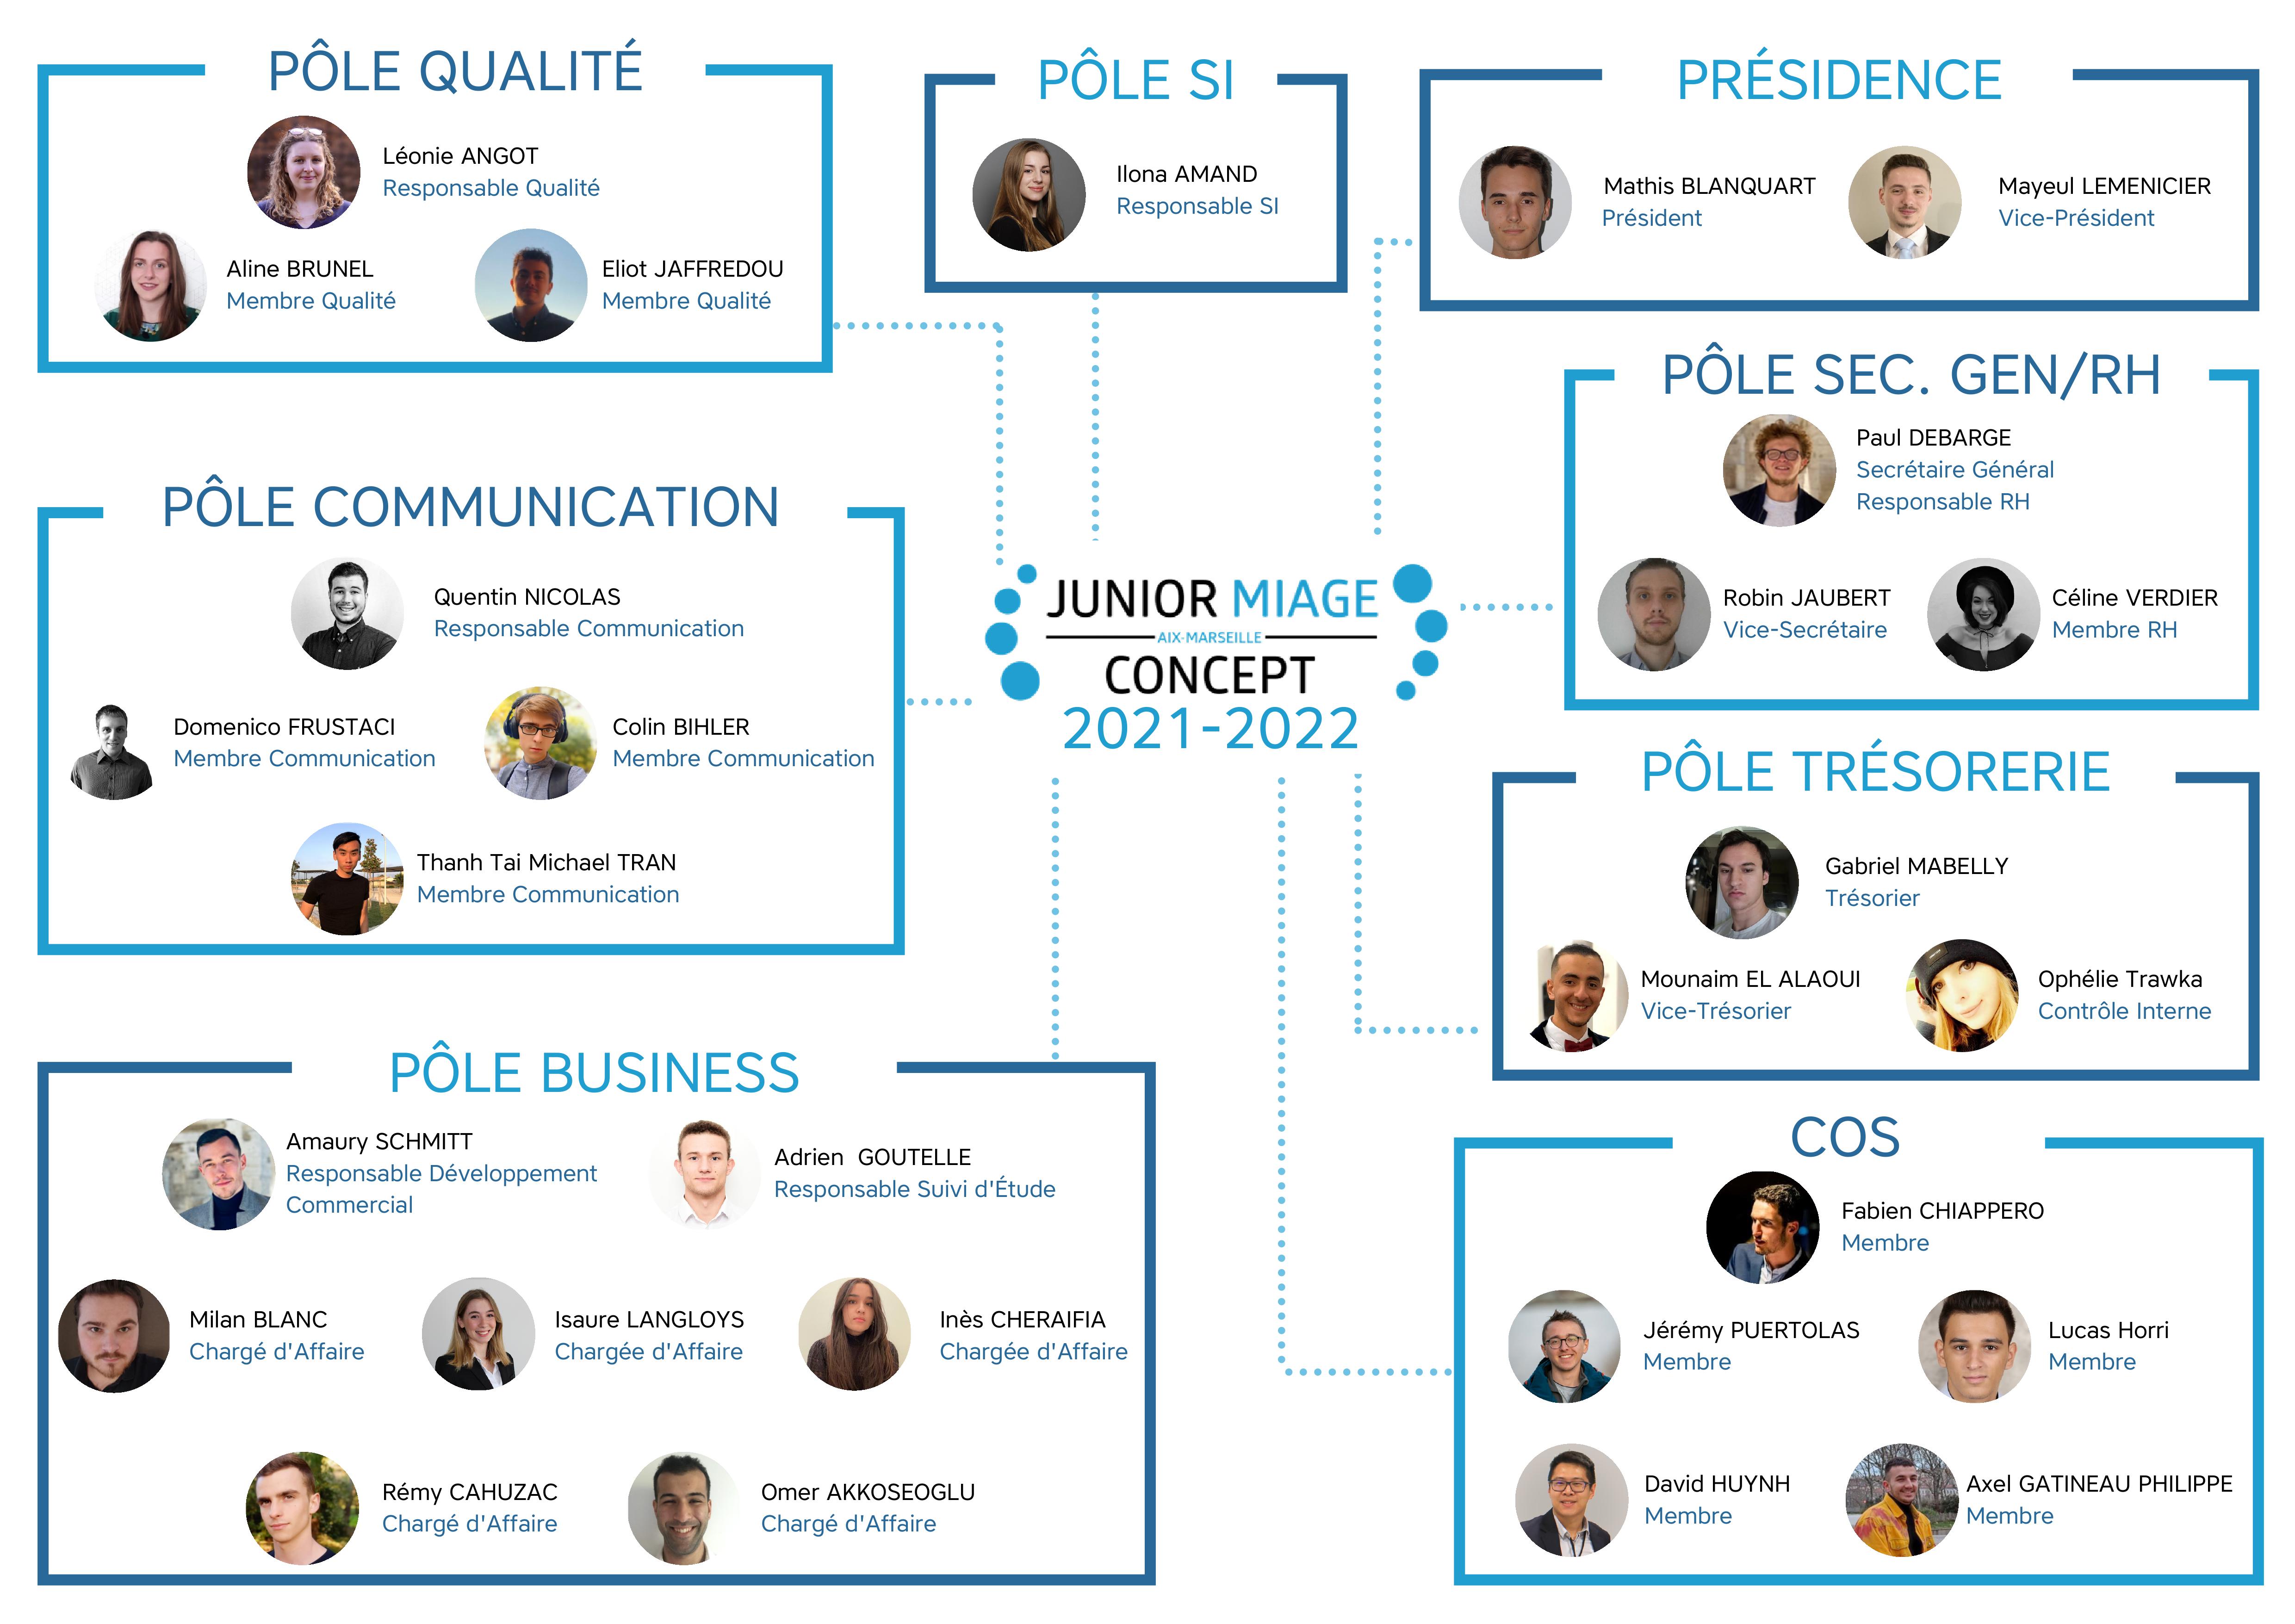 PÔLE QUALITÉ
Léonie ANGOT
Responsable Qualité
Aline BRUNEL
Membre Qualité
Eliot JAFFREDOU
Membre Qualité
PÔLE SI
Ilona AMAND
Responsable SI
PRÉSIDENCE
Mathis BLANQUART
Président
Mayeul LEMENICIER
Vice-Président
PÔLE SEC. GEN/RH
Paul DEBARGE
Secrétaire Général
Responsable RH
Robin JAUBERT
Vice-Secrétaire
Céline VERDIER
Membre RH
PÔLE COMMUNICATION
Quentin NICOLAS
Responsable Communication
Domenico FRUSTACI
Membre Communication
Colin BIHLER
Membre Communication
Thanh Tai Michael TRAN
Membre Communication
JUNIOR MIAGE
AIX-MARSEILLE
CONCEPT
2021-2022
PÔLE TRÉSORERIE
Gabriel MABELLY
Trésorier
Mounaim EL ALAOUI
Vice-Trésorier
Ophélie Trawka
Contrôle Interne
PÔLE BUSINESS
Amaury SCHMITT
Responsable Développement
Commercial
Adrien GOUTELLE
Responsable Suivi d'Étude
Milan BLANC
Chargé d'Affaire
Isaure LANGLOYS
Chargée d'Affaire
Inès CHERAIFIA
Chargée d'Affaire
Rémy CAHUZAC
Chargé d'Affaire
Omer AKKOSEOGLU
Chargé d'Affaire
COS
Fabien CHIAPPERO
Membre
Jérémy PUERTOLAS
Membre
Lucas Horri
Membre
David HUYNH
Membre
Axel GATINEAU PHILIPPE
Membre